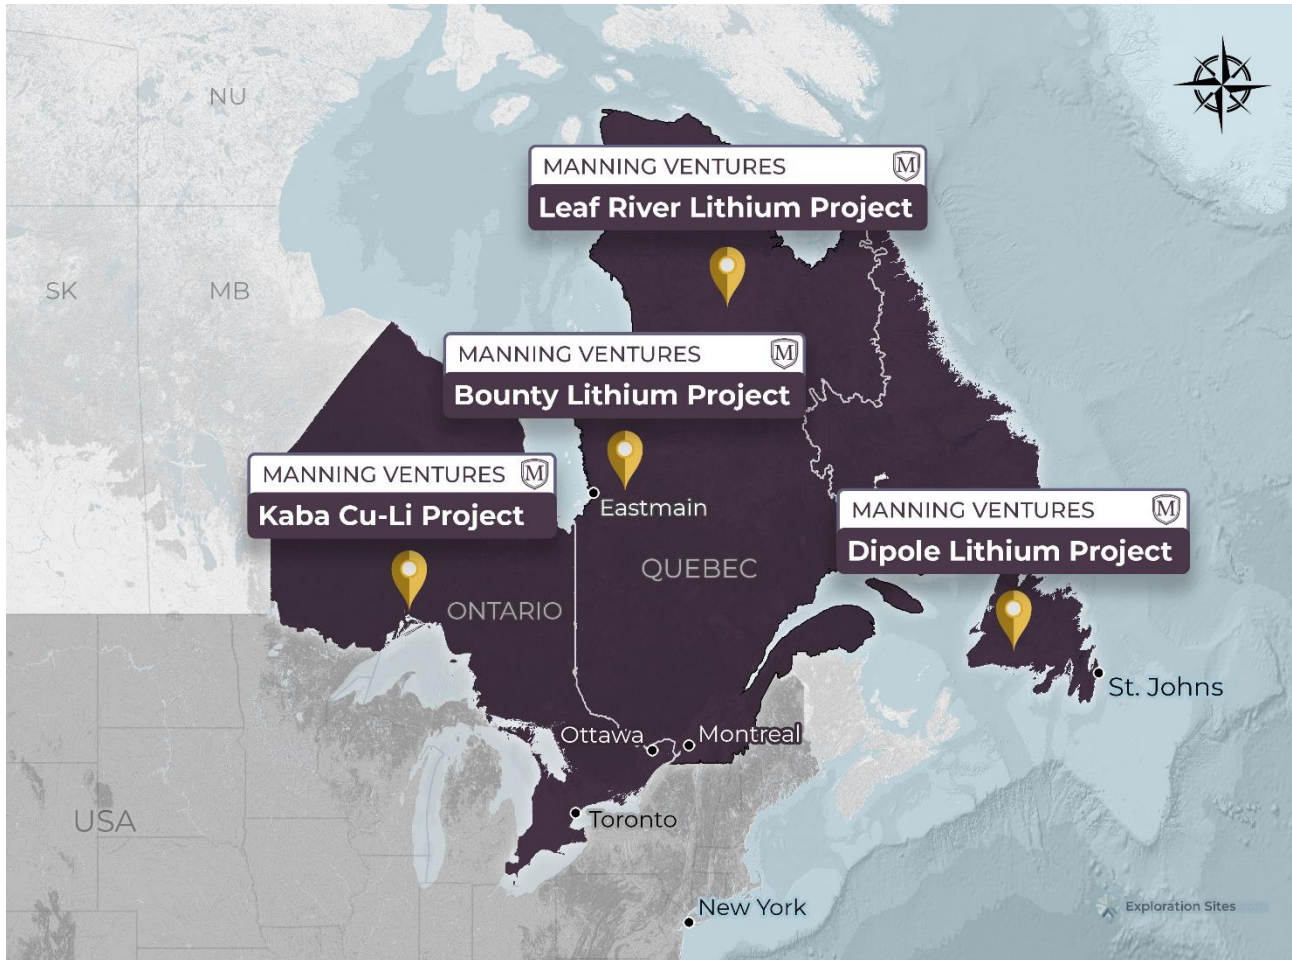 NU
MANNING VENTURES M
Leaf River Lithium Project
SK
MB
MANNING VENTURES M
Bounty Lithium Project
MANNING VENTURES M
Kaba Cu-Li Project
Eastmain
MANNING VENTURES M
Dipole Lithium Project
QUEBEC
ONTARIO
St. Johns
Ottawa
Montreal
USA
Toronto
New York
Exploration Sites